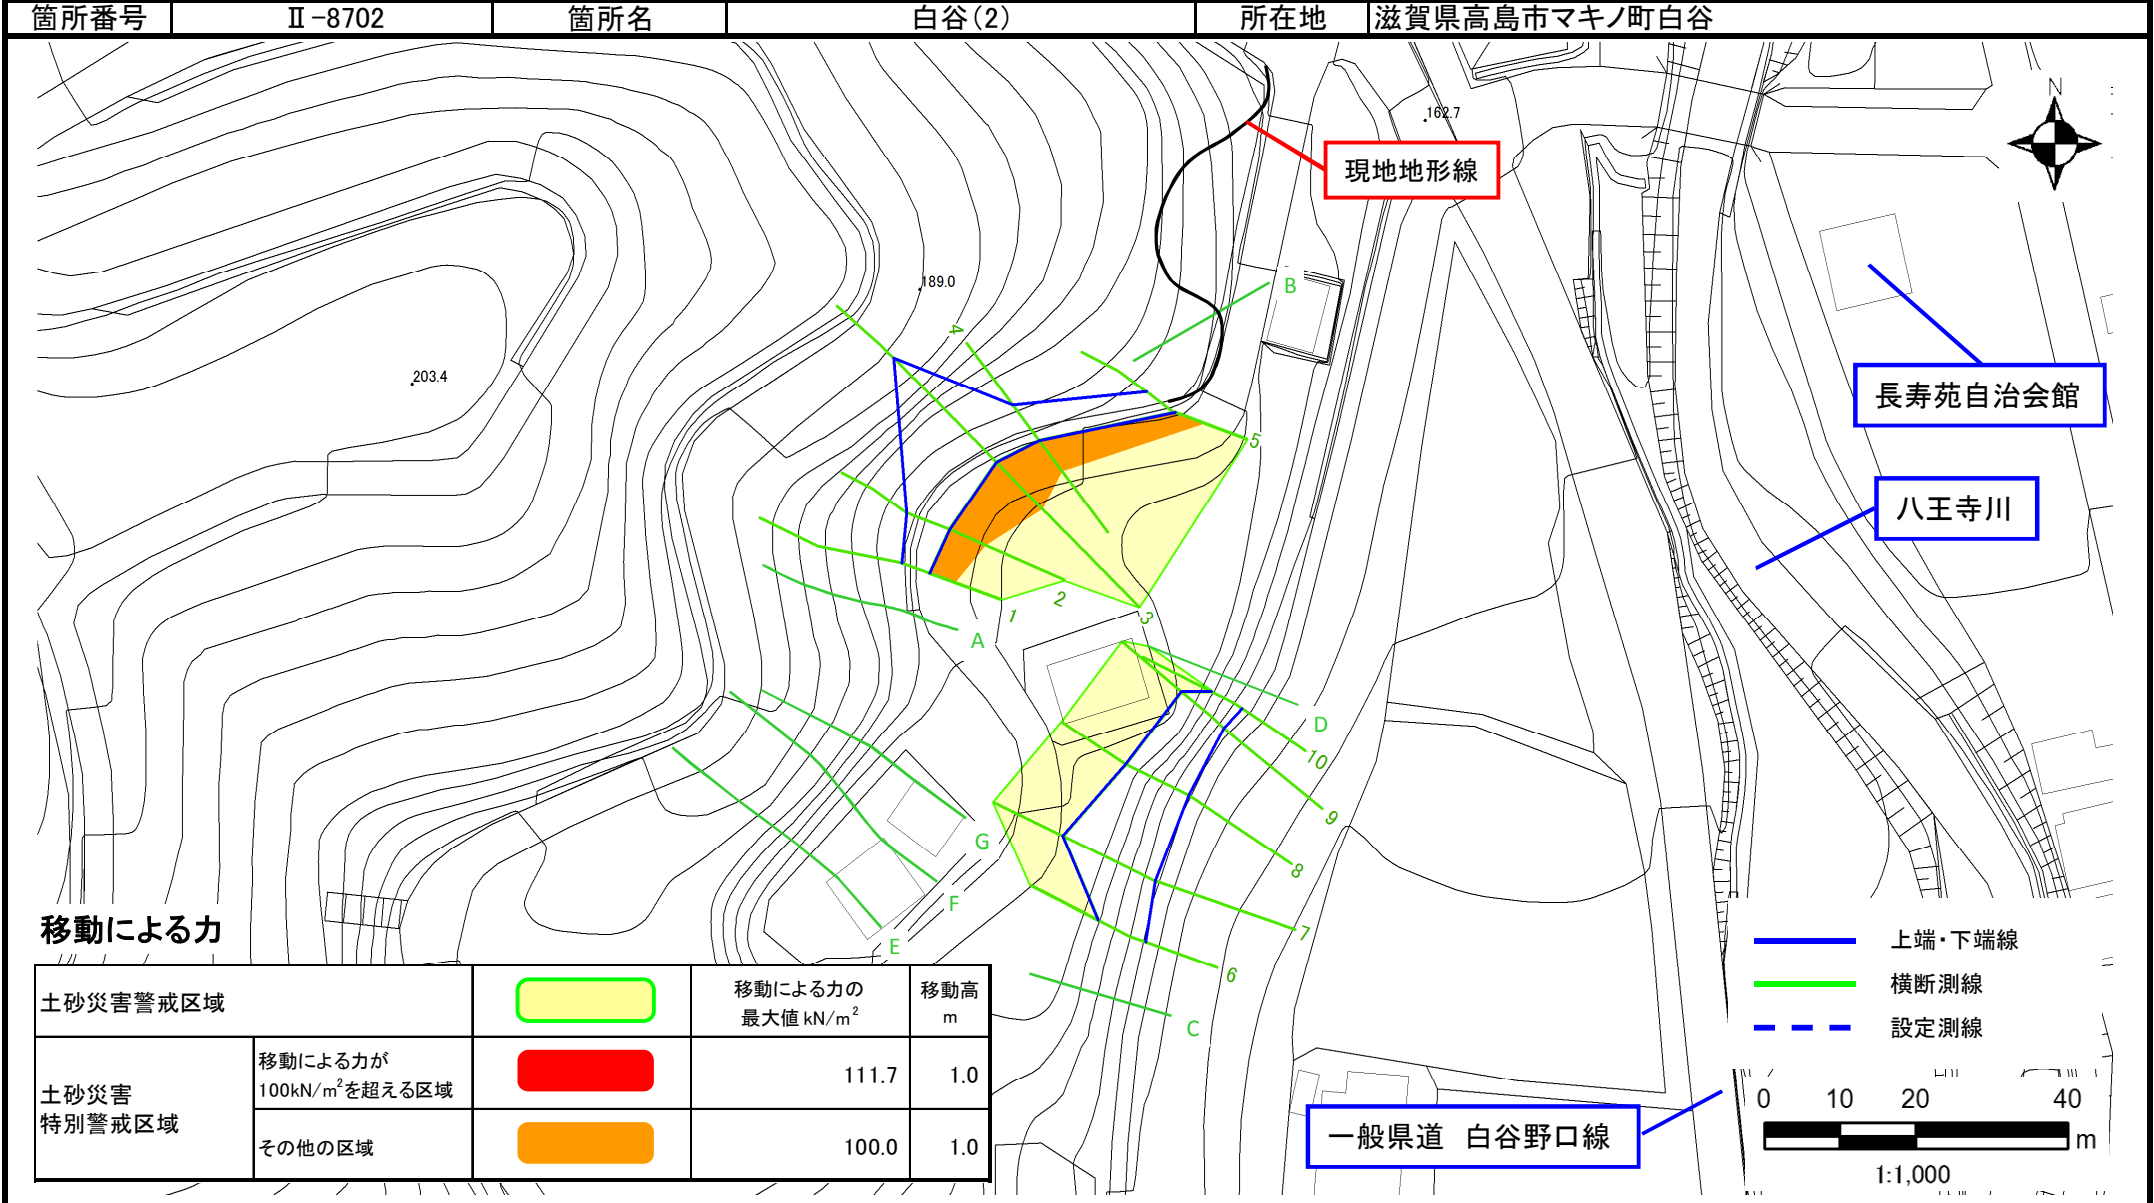 箇所番号 Ⅱ-8702 箇所名 白谷(2) 所在地 滋賀県高島市マキノ町白谷
N
162.7
現地地形線
189.0
B
4
203.4
長寿苑自治会館
5
八王寺川
1
2
3
A
D
10
9
G
8
F
7
E
6
C
移動による力
土砂災害警戒区域
移動による力の
最大値 kN/m²
移動高
m
土砂災害
特別警戒区域
移動による力が
100kN/m²を超える区域
111.7 1.0
その他の区域
100.0 1.0
上端・下端線
横断測線
設定測線
一般県道 白谷野口線
0 10 20 40
m
1:1,000